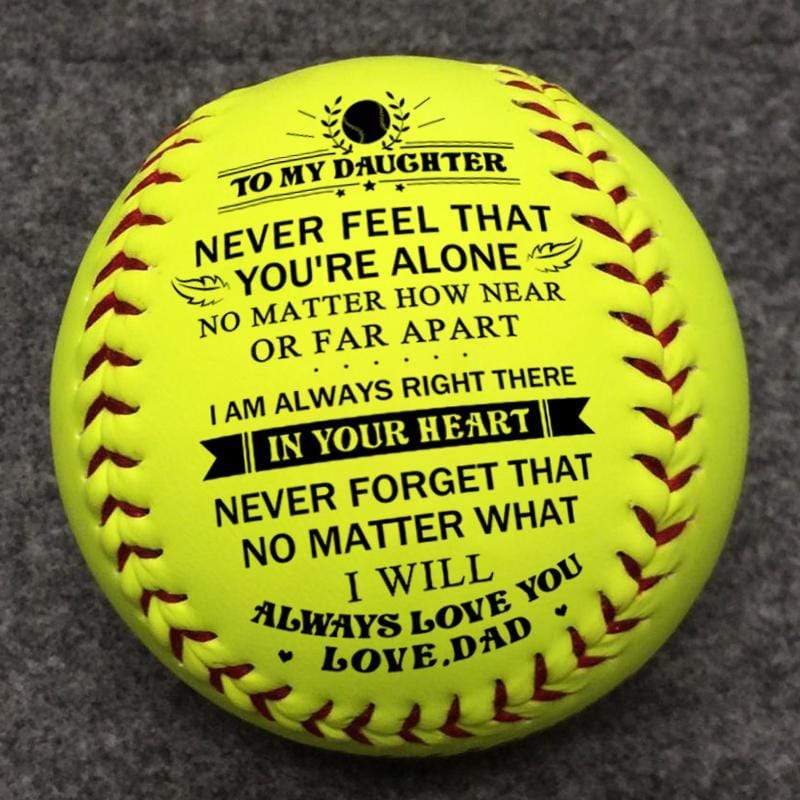 TO MY DAUGHTER
NEVER FEEL THAT
YOU'RE ALONE
NO MATTER HOW NEAR
OR FAR APART
I AM ALWAYS RIGHT THERE
IN YOUR HEART
NEVER FORGET THAT
NO MATTER WHAT
I WILL
ALWAYS LOVE YOU
LOVE.DAD